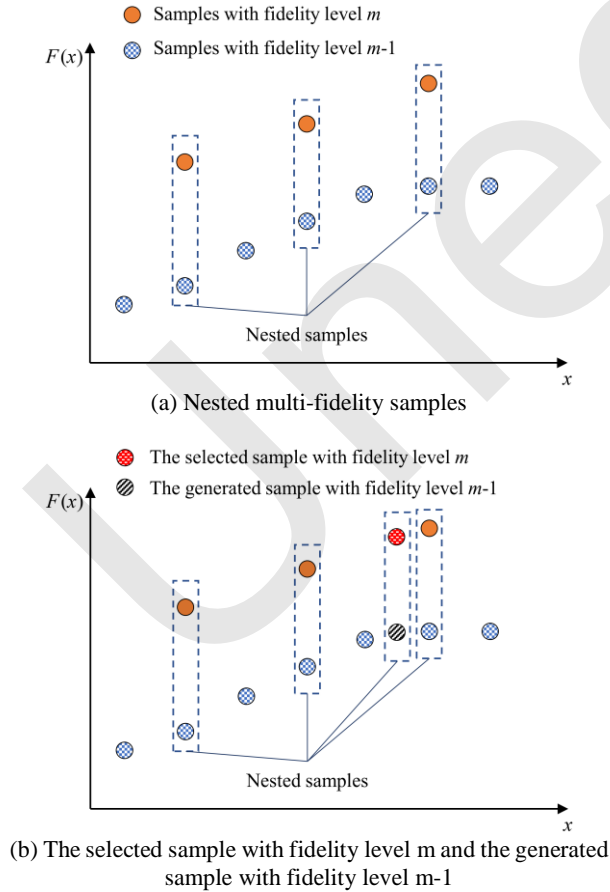 Samples with fidelity level m
Samples with fidelity level m-1
F(x)
Nested samples
x
(a) Nested multi-fidelity samples
The selected sample with fidelity level m
The generated sample with fidelity level m-1
F(x)
Nested samples
x
(b) The selected sample with fidelity level m and the generated
sample with fidelity level m-1
Unes